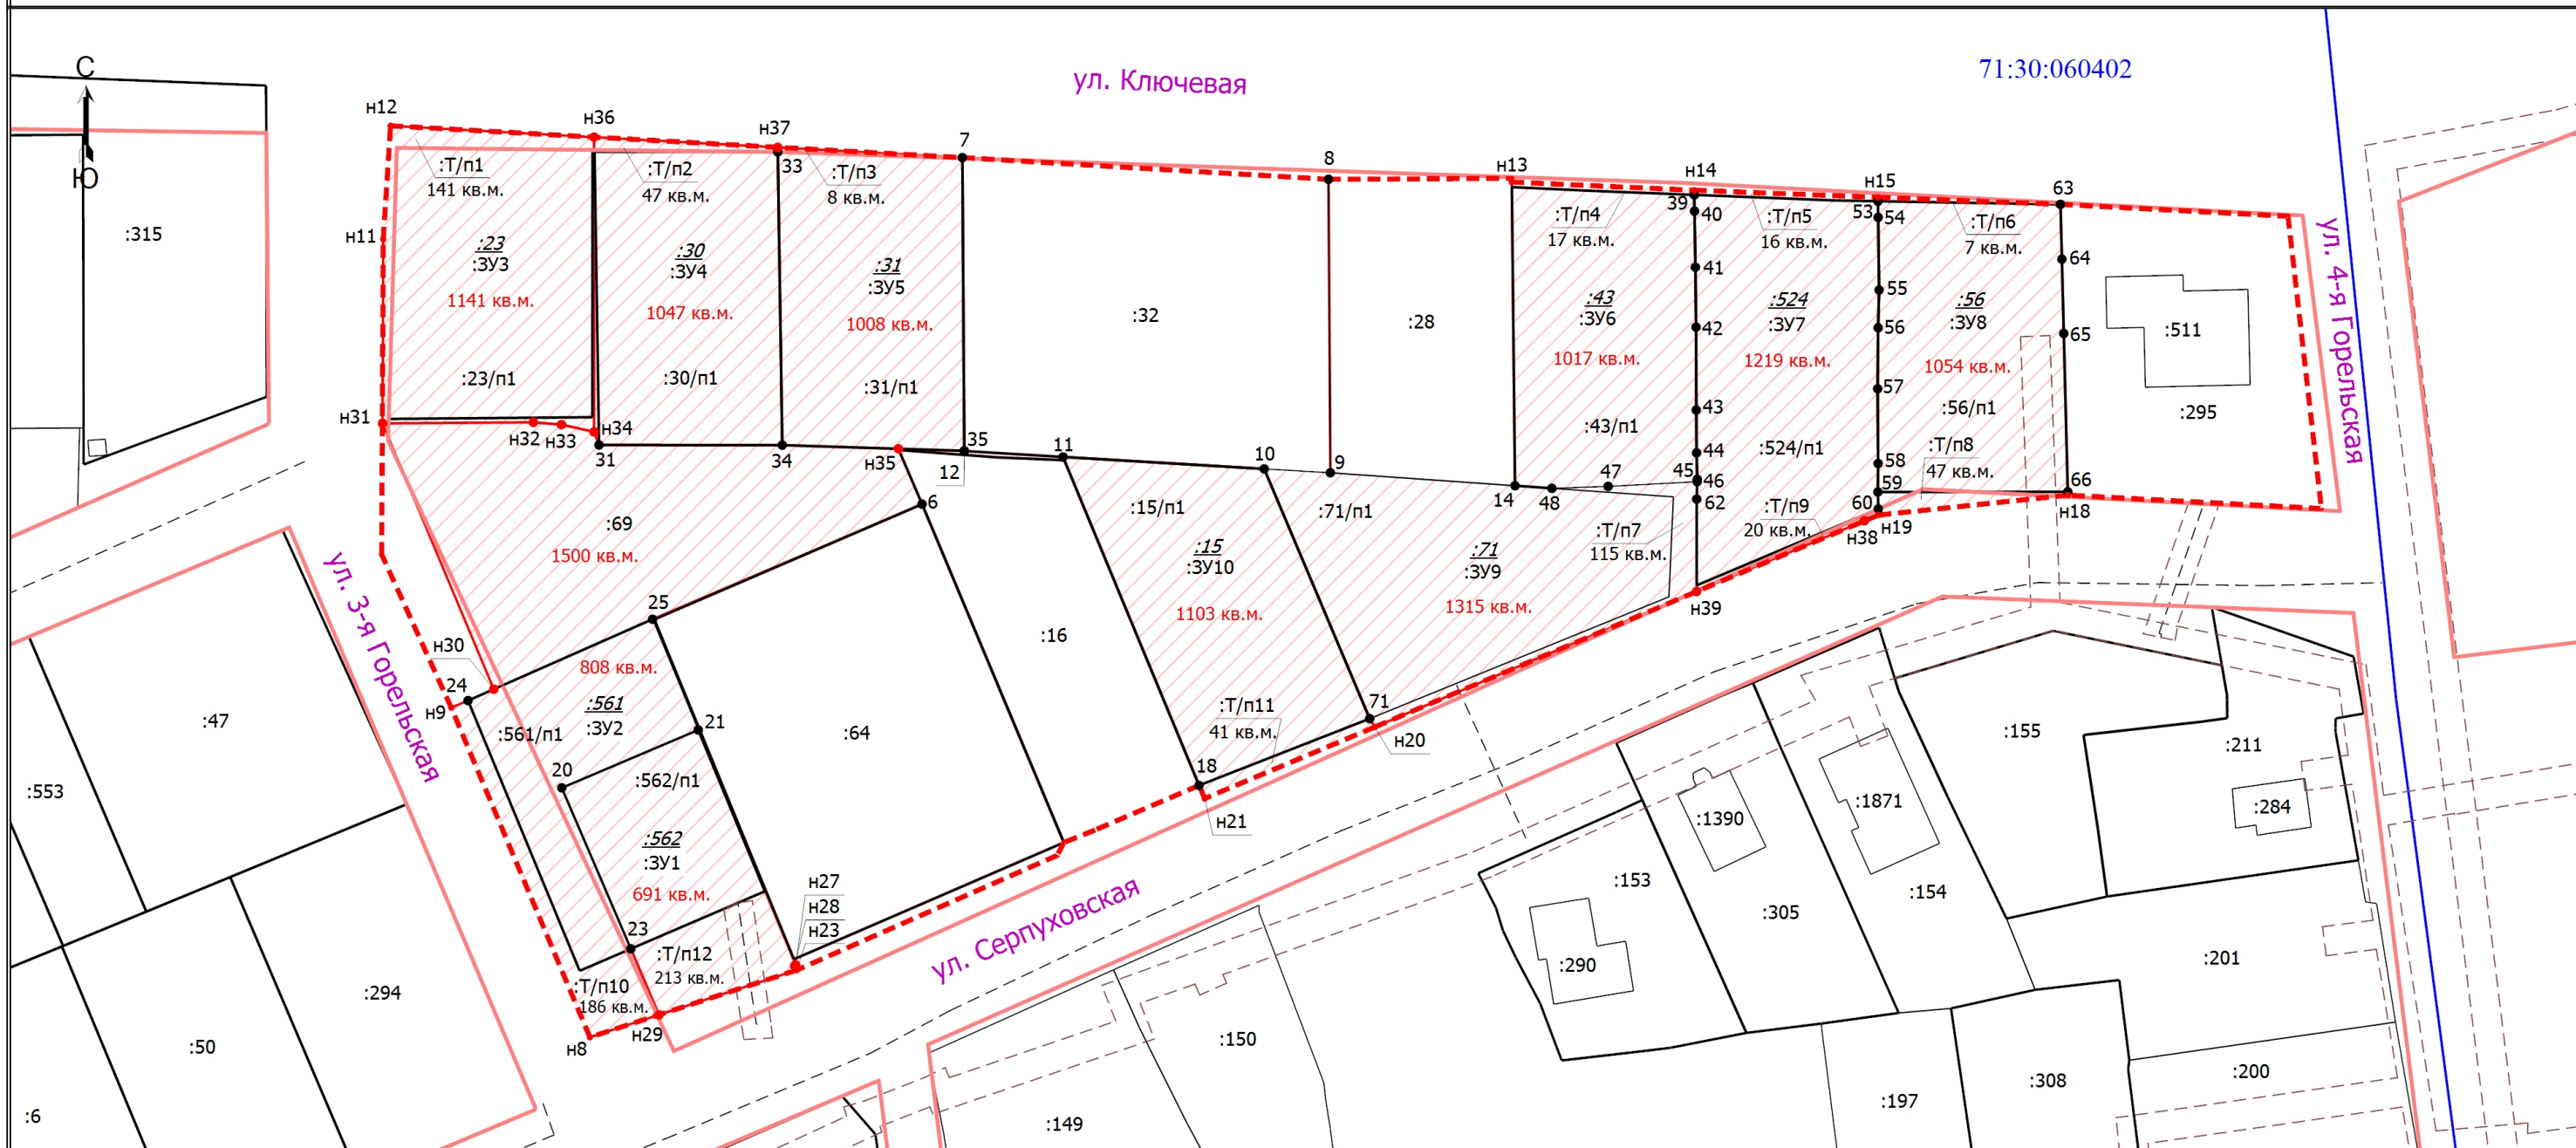 С
Ю
ул. Ключевая
71:30:060402
ул. 4-я Горельская
ул. 3-я Горельская
ул. Серпуховская
н12
н36
н37
7
8
н13
н14
н15
63
33
39
40
53
54
:Т/п1
141 кв.м.
:Т/п2
47 кв.м.
:Т/п3
8 кв.м.
:Т/п4
17 кв.м.
:Т/п5
16 кв.м.
:Т/п6
7 кв.м.
:315
н11
:23
:ЗУ3
1141 кв.м.
:23/п1
:30
:ЗУ4
1047 кв.м.
:30/п1
:31
:ЗУ5
1008 кв.м.
:31/п1
:32
:28
:43
:ЗУ6
1017 кв.м.
:43/п1
:524
:ЗУ7
1219 кв.м.
:524/п1
:56
:ЗУ8
1054 кв.м.
:56/п1
41
42
43
44
45
46
62
55
56
57
58
59
60
64
65
66
:511
:295
н31
н32
н33
н34
31
34
н35
35
12
11
10
9
14
48
47
:Т/п8
47 кв.м.
:Т/п9
20 кв.м.
н38
н19
н18
6
:69
1500 кв.м.
:15/п1
:15
:ЗУ10
1103 кв.м.
:71/п1
:71
:ЗУ9
1315 кв.м.
:Т/п7
115 кв.м.
н39
25
н30
24
н9
808 кв.м.
:561
:ЗУ2
:561/п1
21
20
:562/п1
:562
:ЗУ1
691 кв.м.
23
:64
:16
:Т/п11
41 кв.м.
71
н20
18
н21
н27
н28
н23
:Т/п12
213 кв.м.
:Т/п10
186 кв.м.
н29
н8
:47
:553
:294
:50
:6
:155
:211
:284
:1871
:1390
:153
:290
:305
:154
:201
:150
:149
:197
:308
:200